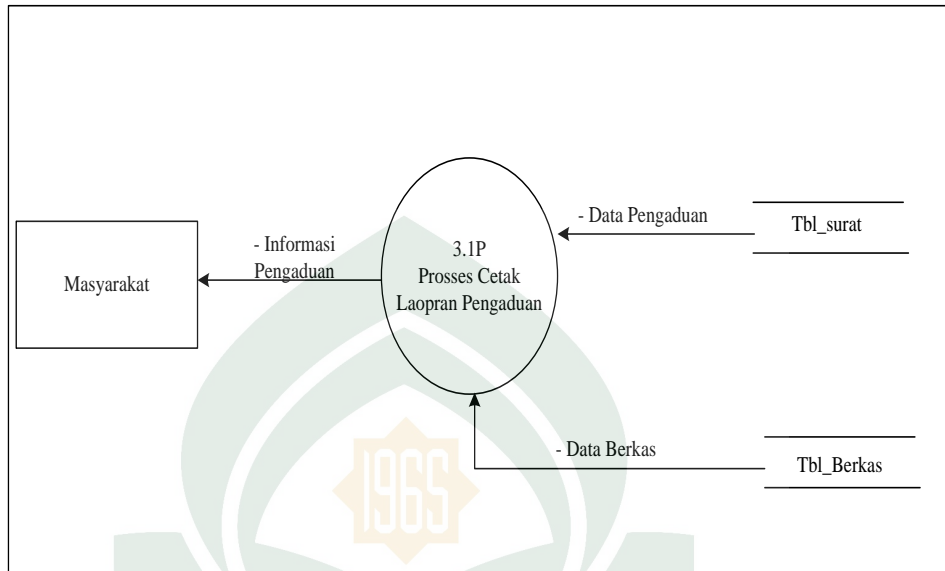 Masyarakat
- Informasi
Pengaduan
3.1P
Prosses Cetak
Laopran Pengaduan
- Data Pengaduan
Tbl_surat
- Data Berkas
Tbl_Berkas
1965